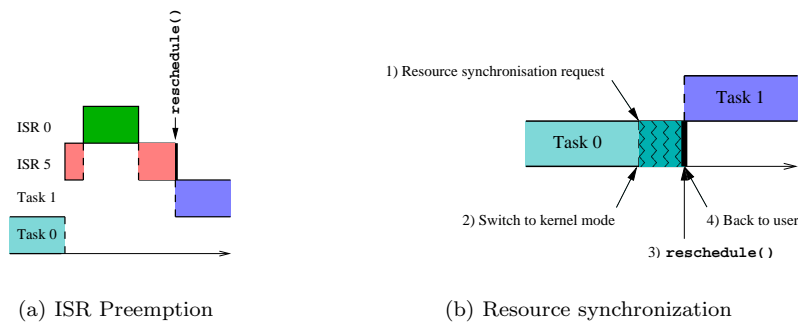 reschedule()
ISR 0
ISR 5
Task 1
Task 0
(a) ISR Preemption
1) Resource synchronisation request
Task 1
Task 0
2) Switch to kernel mode
4) Back to user
3) reschedule()
(b) Resource synchronization